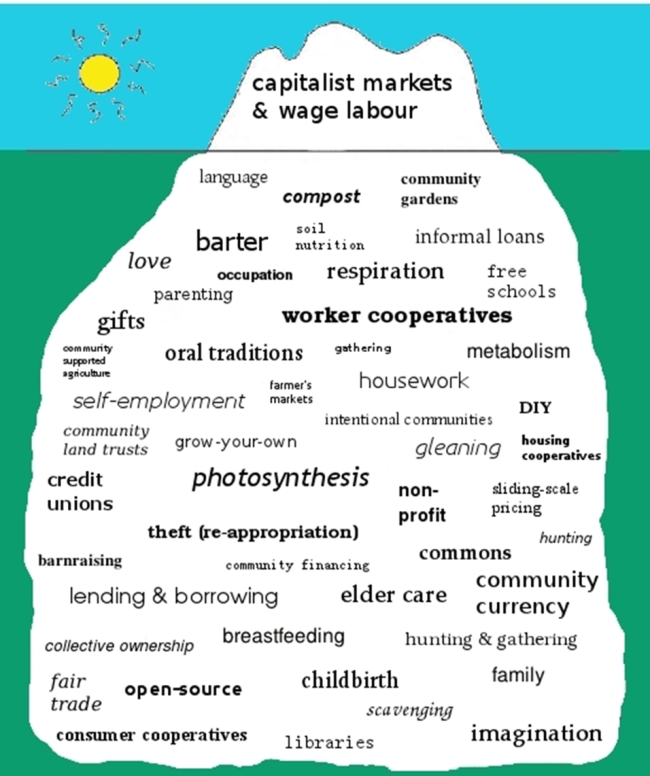 capitalist markets
& wage labour
language
compost
community
gardens
barter
soil
nutrition
informal loans
love
occupation
respiration
free
schools
parenting
gifts
worker cooperatives
community
supported
agriculture
oral traditions
gathering
metabolism
self-employment
farmer's
markets
housework
intentional communities
DIY
community
land trusts
grow-your-own
gleaning
housing
cooperatives
credit
unions
photosynthesis
non-
profit
sliding-scale
pricing
theft (re-appropriation)
hunting
barnraising
community financing
commons
lending & borrowing
elder care
community
currency
collective ownership
breastfeeding
hunting & gathering
fair
trade
open-source
childbirth
family
scavenging
consumer cooperatives
libraries
imagination